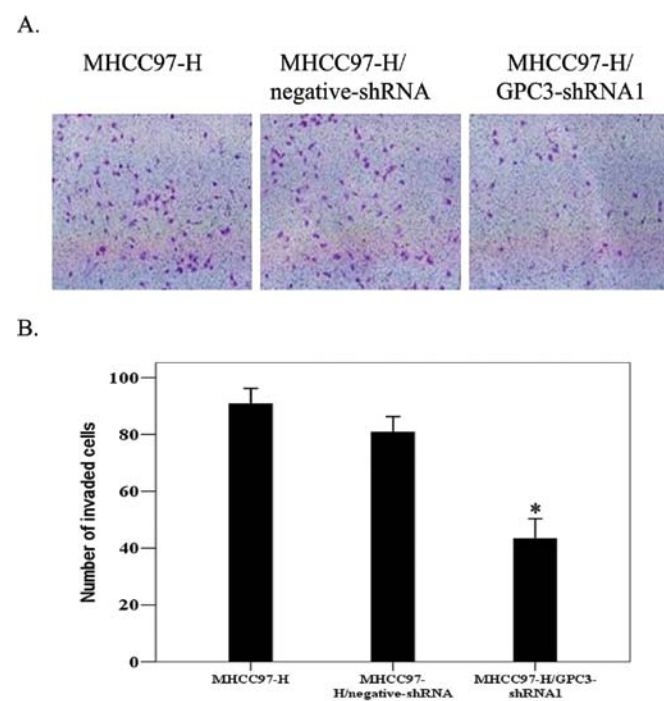 A.
MHCC97-H
MHCC97-H/
negative-shRNA
MHCC97-H/
GPC3-shRNA1
B.
Number of invaded cells
100
80
60
40
20
0
*
MHCC97-H
MHCC97-
H/negative-shRNA
MHCC97-H/GPC3-
shRNA1